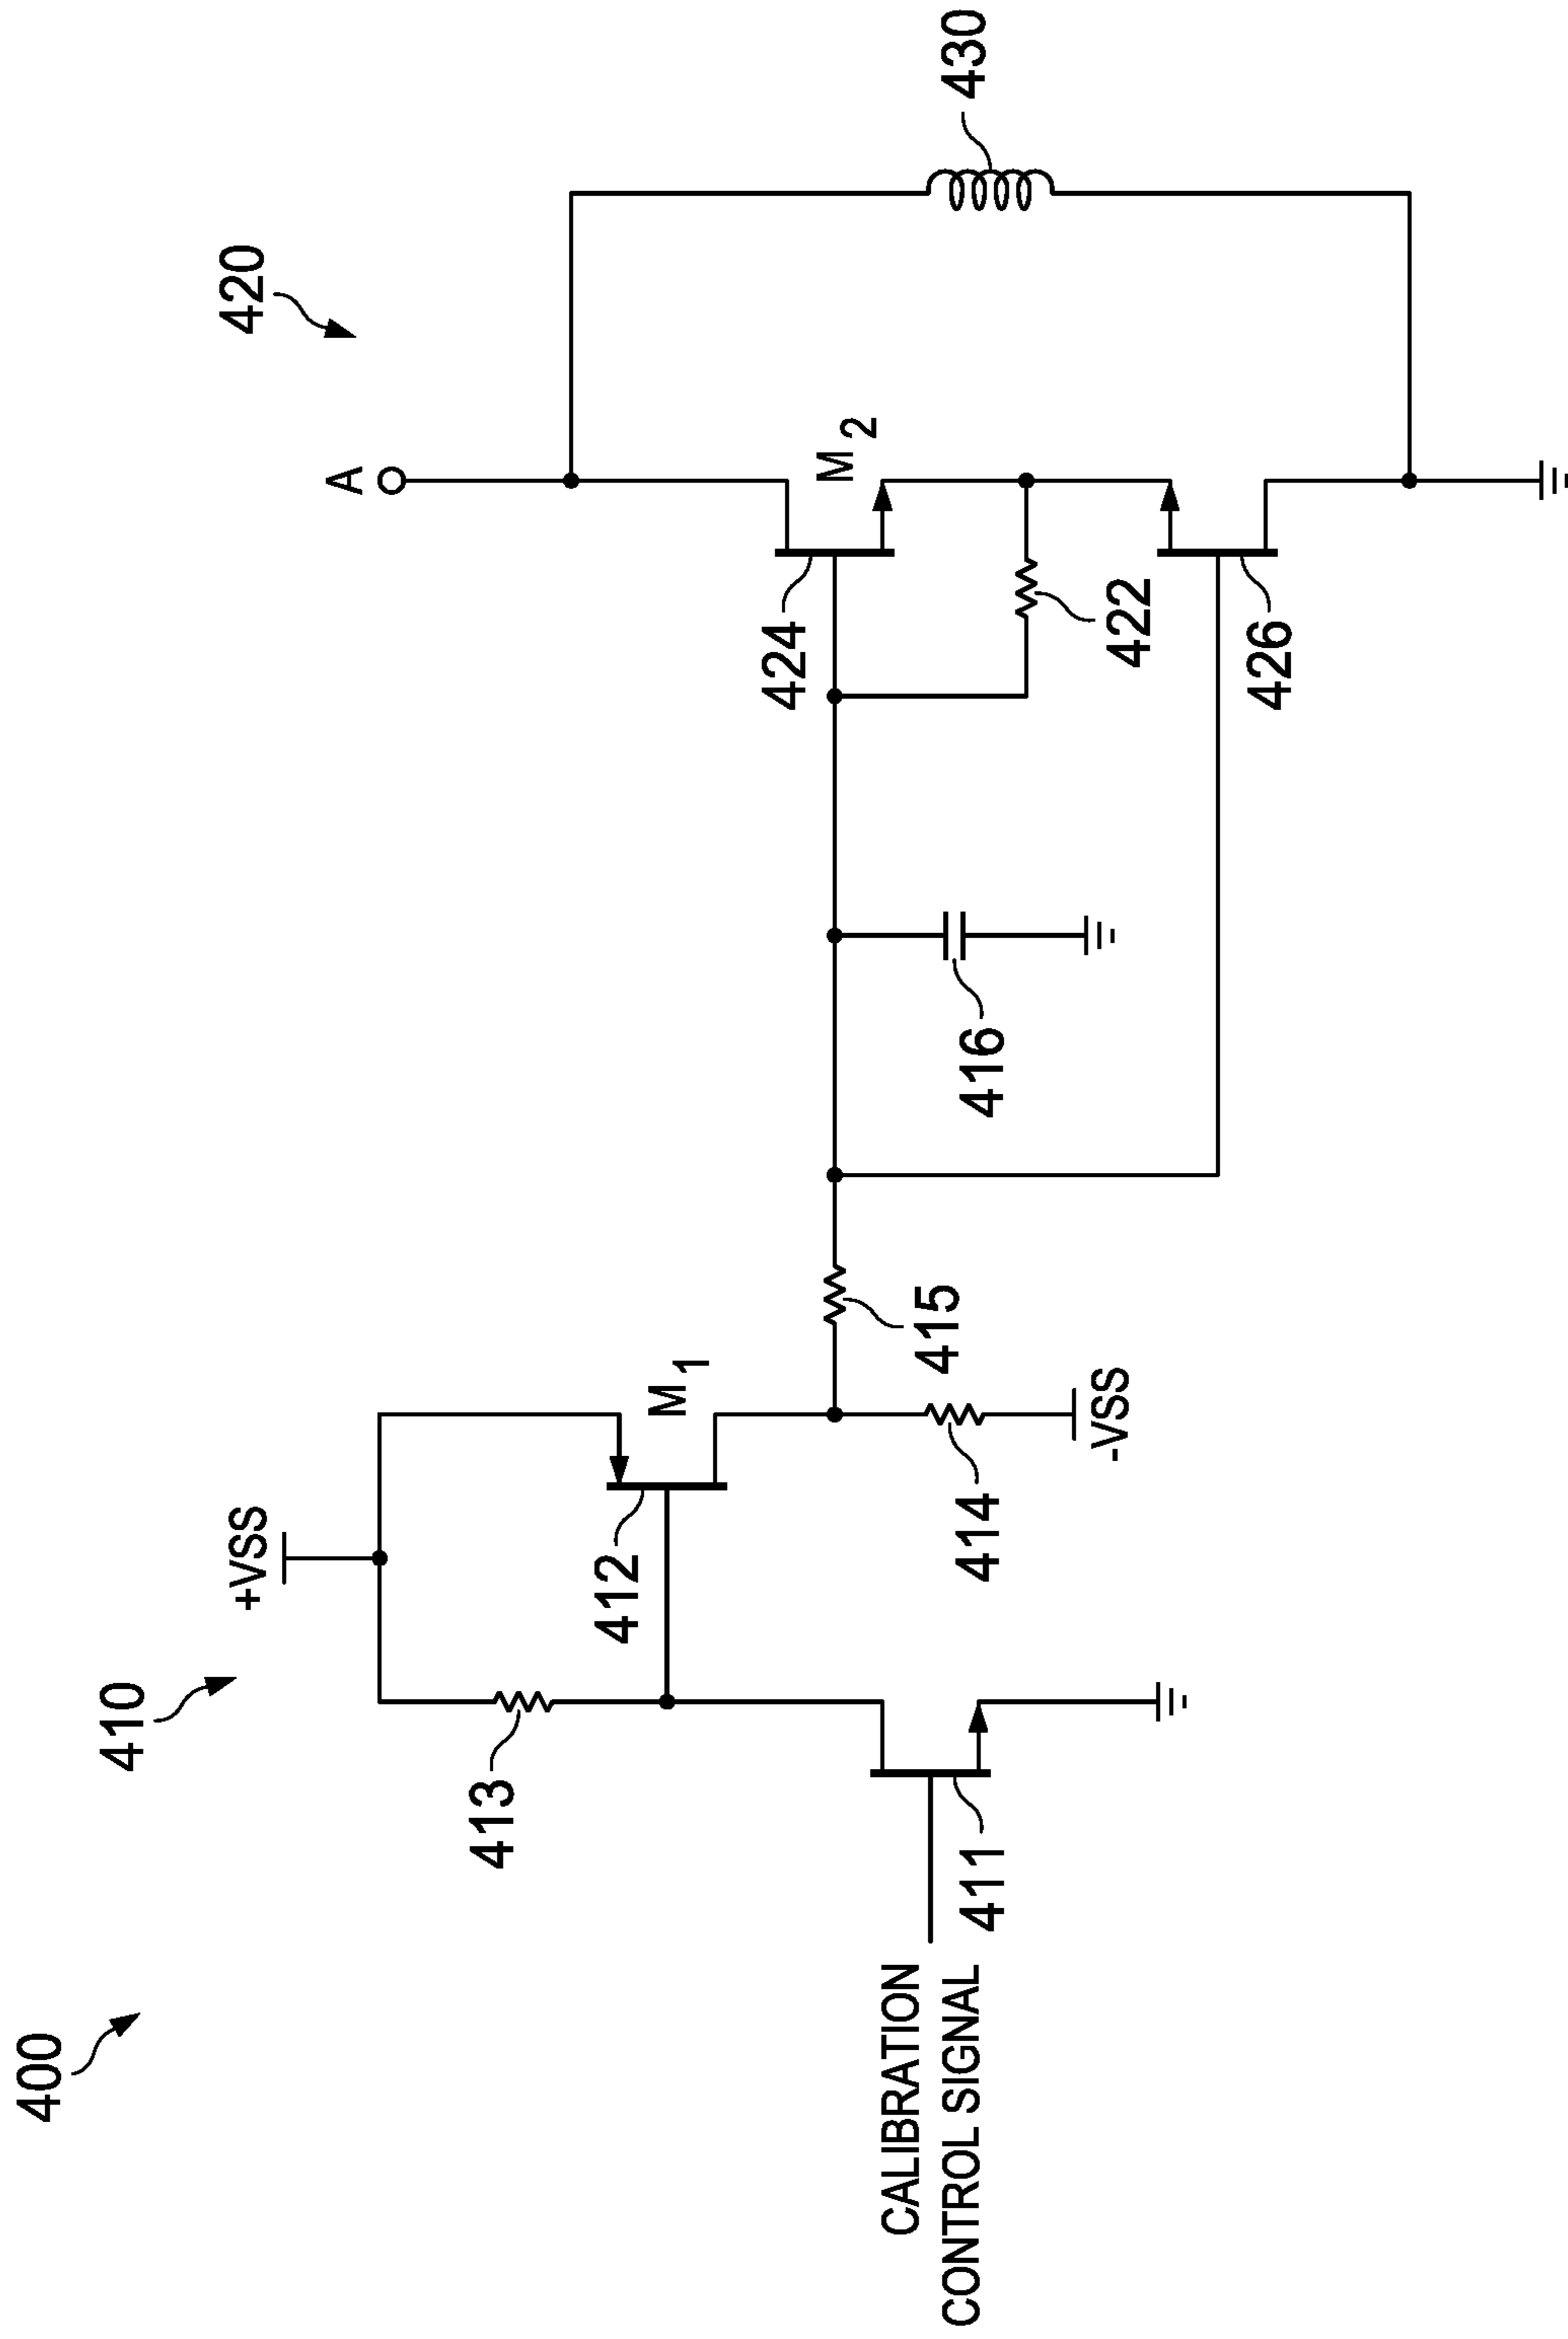 400
410
420
+VSS
A
413
412
M1
424
M2
430
CALIBRATION
CONTROL SIGNAL
411
414
-VSS
415
416
422
426